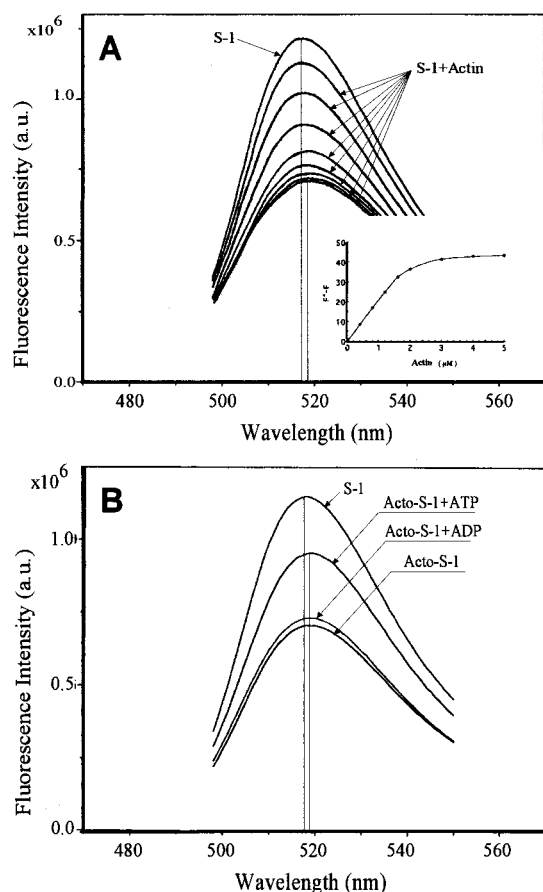 x10⁶
A
S-1
S-1+Actin
1.0
0.5
0.0
Fluorescence Intensity (a.u.)
50
40
30
20
10
0
F°-F
0 1 2 3 4 5
Actin (μM)
480 500 520 540 560
Wavelength (nm)
x10⁶
B
S-1
Acto-S-1+ATP
Acto-S-1+ADP
Acto-S-1
1.0
0.5
0.0
Fluorescence Intensity (a.u.)
480 500 520 540 560
Wavelength (nm)